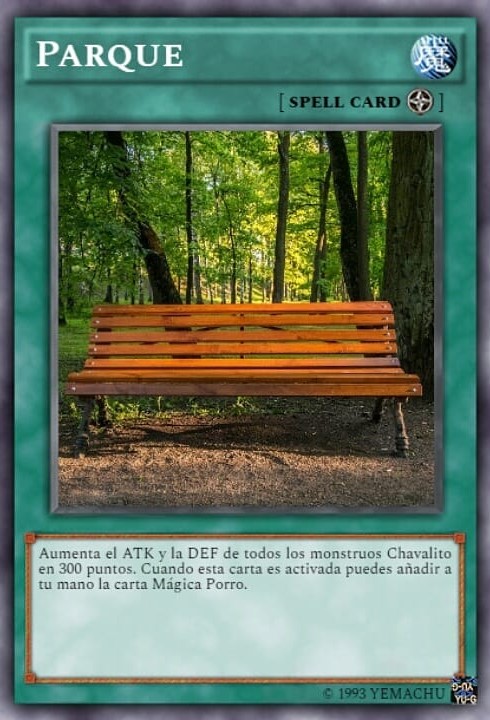 PARQUE
魔
[ SPELL CARD ]
Aumenta el ATK y la DEF de todos los monstruos Chavalito
en 300 puntos. Cuando esta carta es activada puedes añadir a
tu mano la carta Mágica Porro.
© 1993 YEMACHU